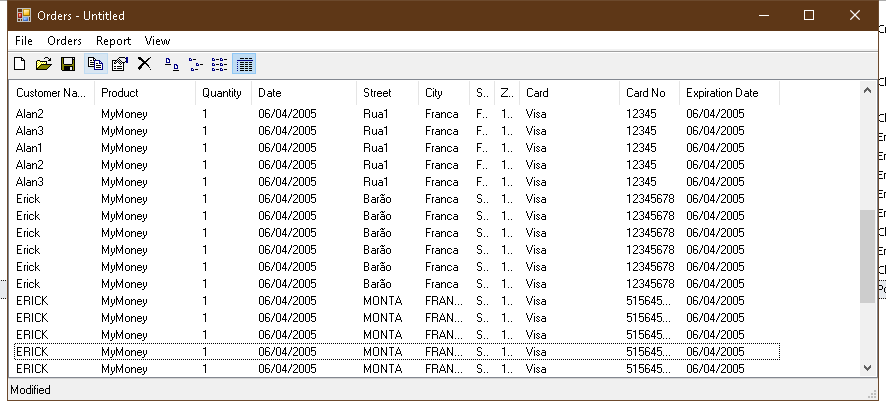 Orders - Untitled
File Orders Report View
Customer Na... Product Quantity Date Street City S.. Z.. Card Card No Expiration Date
Alan2 MyMoney 1 06/04/2005 Rua1 Franca F.. 1.. Visa 12345 06/04/2005
Alan3 MyMoney 1 06/04/2005 Rua1 Franca F.. 1.. Visa 12345 06/04/2005
Alan1 MyMoney 1 06/04/2005 Rua1 Franca F.. 1.. Visa 12345 06/04/2005
Alan2 MyMoney 1 06/04/2005 Rua1 Franca F.. 1.. Visa 12345 06/04/2005
Alan3 MyMoney 1 06/04/2005 Rua1 Franca F.. 1.. Visa 12345 06/04/2005
Erick MyMoney 1 06/04/2005 Barão Franca S.. 1.. Visa 12345678 06/04/2005
Erick MyMoney 1 06/04/2005 Barão Franca S.. 1.. Visa 12345678 06/04/2005
Erick MyMoney 1 06/04/2005 Barão Franca S.. 1.. Visa 12345678 06/04/2005
Erick MyMoney 1 06/04/2005 Barão Franca S.. 1.. Visa 12345678 06/04/2005
Erick MyMoney 1 06/04/2005 Barão Franca S.. 1.. Visa 12345678 06/04/2005
Erick MyMoney 1 06/04/2005 Barão Franca S.. 1.. Visa 12345678 06/04/2005
ERICK MyMoney 1 06/04/2005 MONTA FRAN... S.. 1.. Visa 515645... 06/04/2005
ERICK MyMoney 1 06/04/2005 MONTA FRAN... S.. 1.. Visa 515645... 06/04/2005
ERICK MyMoney 1 06/04/2005 MONTA FRAN... S.. 1.. Visa 515645... 06/04/2005
ERICK MyMoney 1 06/04/2005 MONTA FRAN... S.. 1.. Visa 515645... 06/04/2005
ERICK MyMoney 1 06/04/2005 MONTA FRAN... S.. 1.. Visa 515645... 06/04/2005
Modified